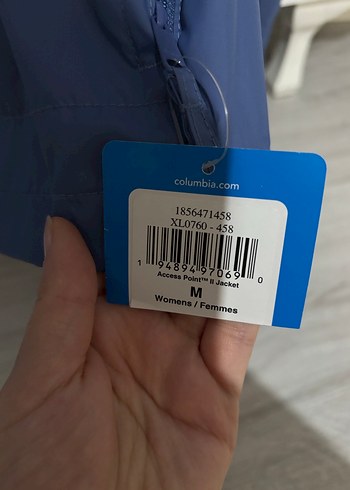 columbia.com
1856471458
XL0760 - 458
1 94894 97069 0
Access Point™ II Jacket
M
Womens / Femmes